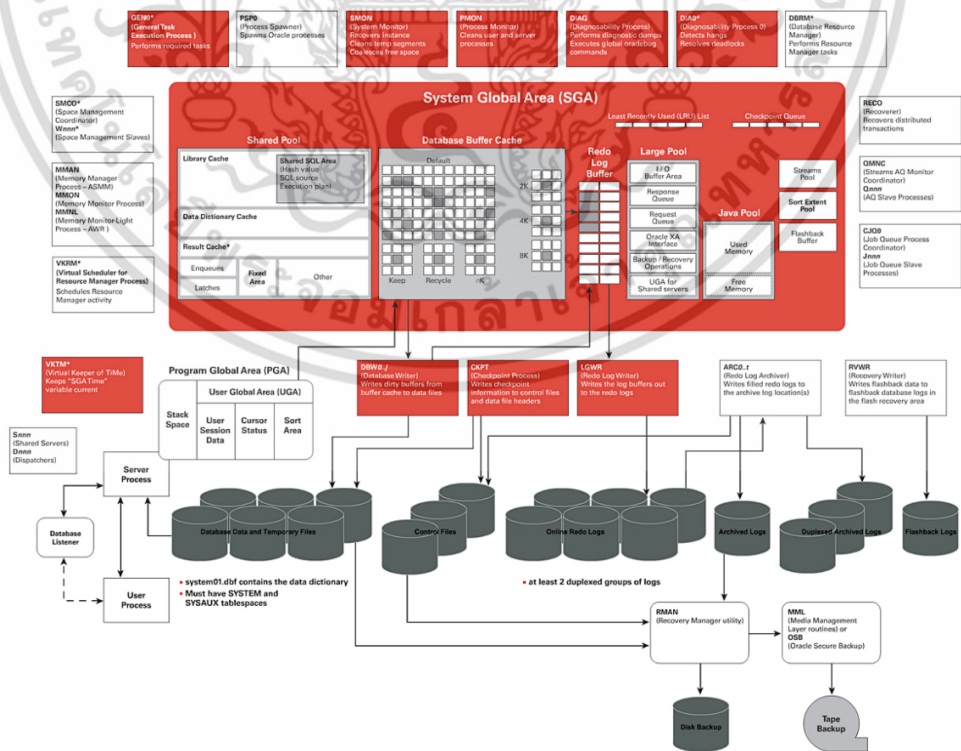 GEN0*
(General Task
Execution Process )
Performs required tasks
PSP0
(Process Spawner)
Spawns Oracle processes
SMON
(System Monitor)
Recovers instance
Cleans temp segments
Coalesces free space
PMON
(Process Monitor)
Cleans user and server
processes
DIAG
(Diagnosability Process)
Performs diagnostic dumps
Executes global oradebug
commands
DIA0*
(Diagnosability Process 0)
Detects hangs
Resolves deadlocks
DBRM*
(Database Resource
Manager)
Performs Resource
Manager tasks
SMCO*
(Space Management
Coordinator)
Wnnn*
(Space Management Slaves)
MMAN
(Memory Manager
Process – ASMM)
MMON
(Memory Monitor Process)
MMNL
(Memory Monitor Light
Process – AWR )
VKRM*
(Virtual Scheduler for
Resource Manager Process)
Schedules Resource
Manager activity
System Global Area (SGA)
Least Recently Used (LRU) List
Checkpoint Queue
Shared Pool
Library Cache
Shared SQL Area
(Hash value
SQL source
Execution plan)
Data Dictionary Cache
Result Cache*
Enqueues
Latches
Fixed
Area
Other
Database Buffer Cache
Default
2K
4K
8K
Keep
Recycle
nK
Redo
Log
Buffer
Large Pool
I / O
Buffer Area
Response
Queue
Request
Queue
Oracle XA
Interface
Backup / Recovery
Operations
UGA for
Shared servers
Java Pool
Used
Memory
Free
Memory
Streams
Pool
Sort Extent
Pool
Flashback
Buffer
RECO
(Recoverer)
Recovers distributed
transactions
QMNC
(Streams AQ Monitor
Coordinator)
Qnnn
(AQ Slave Processes)
CJQ0
(Job Queue Process
Coordinator)
Jnnn
(Job Queue Slave
Processes)
VKTM*
(Virtual Keeper of TiMe)
Keeps "SGA Time"
variable current
Program Global Area (PGA)
User Global Area (UGA)
Stack
Space
User
Session
Data
Cursor
Status
Sort
Area
DBW0..j
(Database Writer)
Writes dirty buffers from
buffer cache to data files
CKPT
(Checkpoint Process)
Writes checkpoint
information to control files
and data file headers
LGWR
(Redo Log Writer)
Writes the log buffers out
to the redo logs
ARC0..t
(Redo Log Archiver)
Writes filled redo logs to
the archive log location(s)
RVWR
(Recovery Writer)
Writes flashback data to
flashback database logs in
the flash recovery area
Snnn
(Shared Servers)
Dnnn
(Dispatchers)
Server
Process
Database
Listener
User
Process
Database Data and Temporary Files
Control Files
Online Redo Logs
Archived Logs
Duplexed Archived Logs
Flashback Logs
• system01.dbf contains the data dictionary
• Must have SYSTEM and
SYSAUX tablespaces
• at least 2 duplexed groups of logs
RMAN
(Recovery Manager utility)
MML
(Media Management
Layer routines) or
OSB
(Oracle Secure Backup)
Disk Backup
Tape
Backup